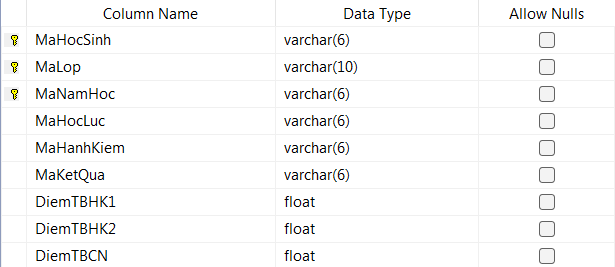 Column Name Data Type Allow Nulls
MaHocSinh varchar(6)
MaLop varchar(10)
MaNamHoc varchar(6)
MaHocLuc varchar(6)
MaHanhKiem varchar(6)
MaKetQua varchar(6)
DiemTBHK1 float
DiemTBHK2 float
DiemTBCN float